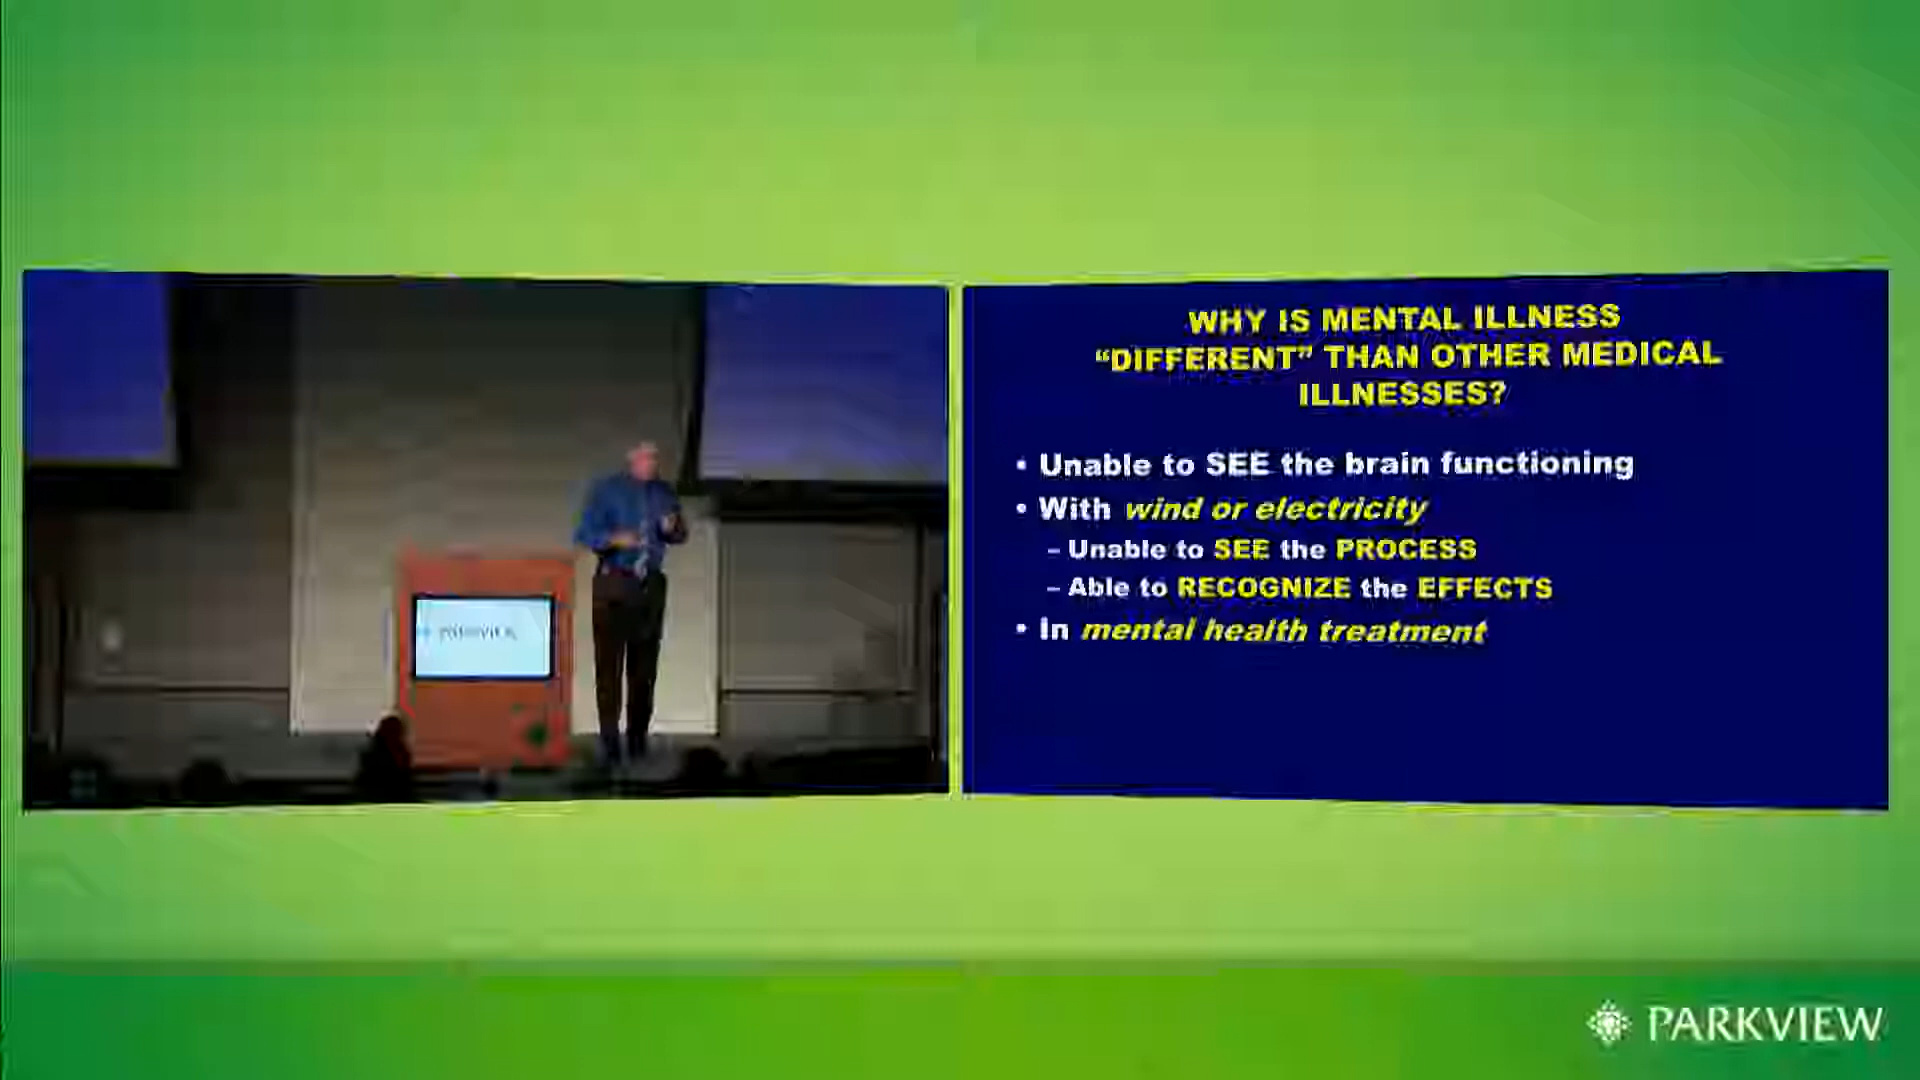 WHY IS MENTAL ILLNESS
“DIFFERENT” THAN OTHER MEDICAL
ILLNESSES?
• Unable to SEE the brain functioning
• With wind or electricity
– Unable to SEE the PROCESS
– Able to RECOGNIZE the EFFECTS
• In mental health treatment
PARKVIEW
PARKVIEW